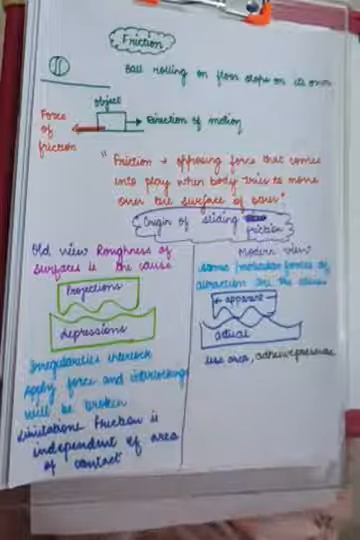 Friction
Ball rolling on floor stops on its own
object
Force of friction
Direction of motion
"Friction → opposing force that comes
into play when body tries to move
over the surface of
Origin of sliding friction
Old view Roughness of
surfaces is the cause
Projections
depressions
Irregularities interlock
Apply force and interlocking
will be broken
Limitations Friction is
independent of area
of contact
Modern view
some molecular forces of
attraction are the causes
apparent
actual
less area, adhesive pressure